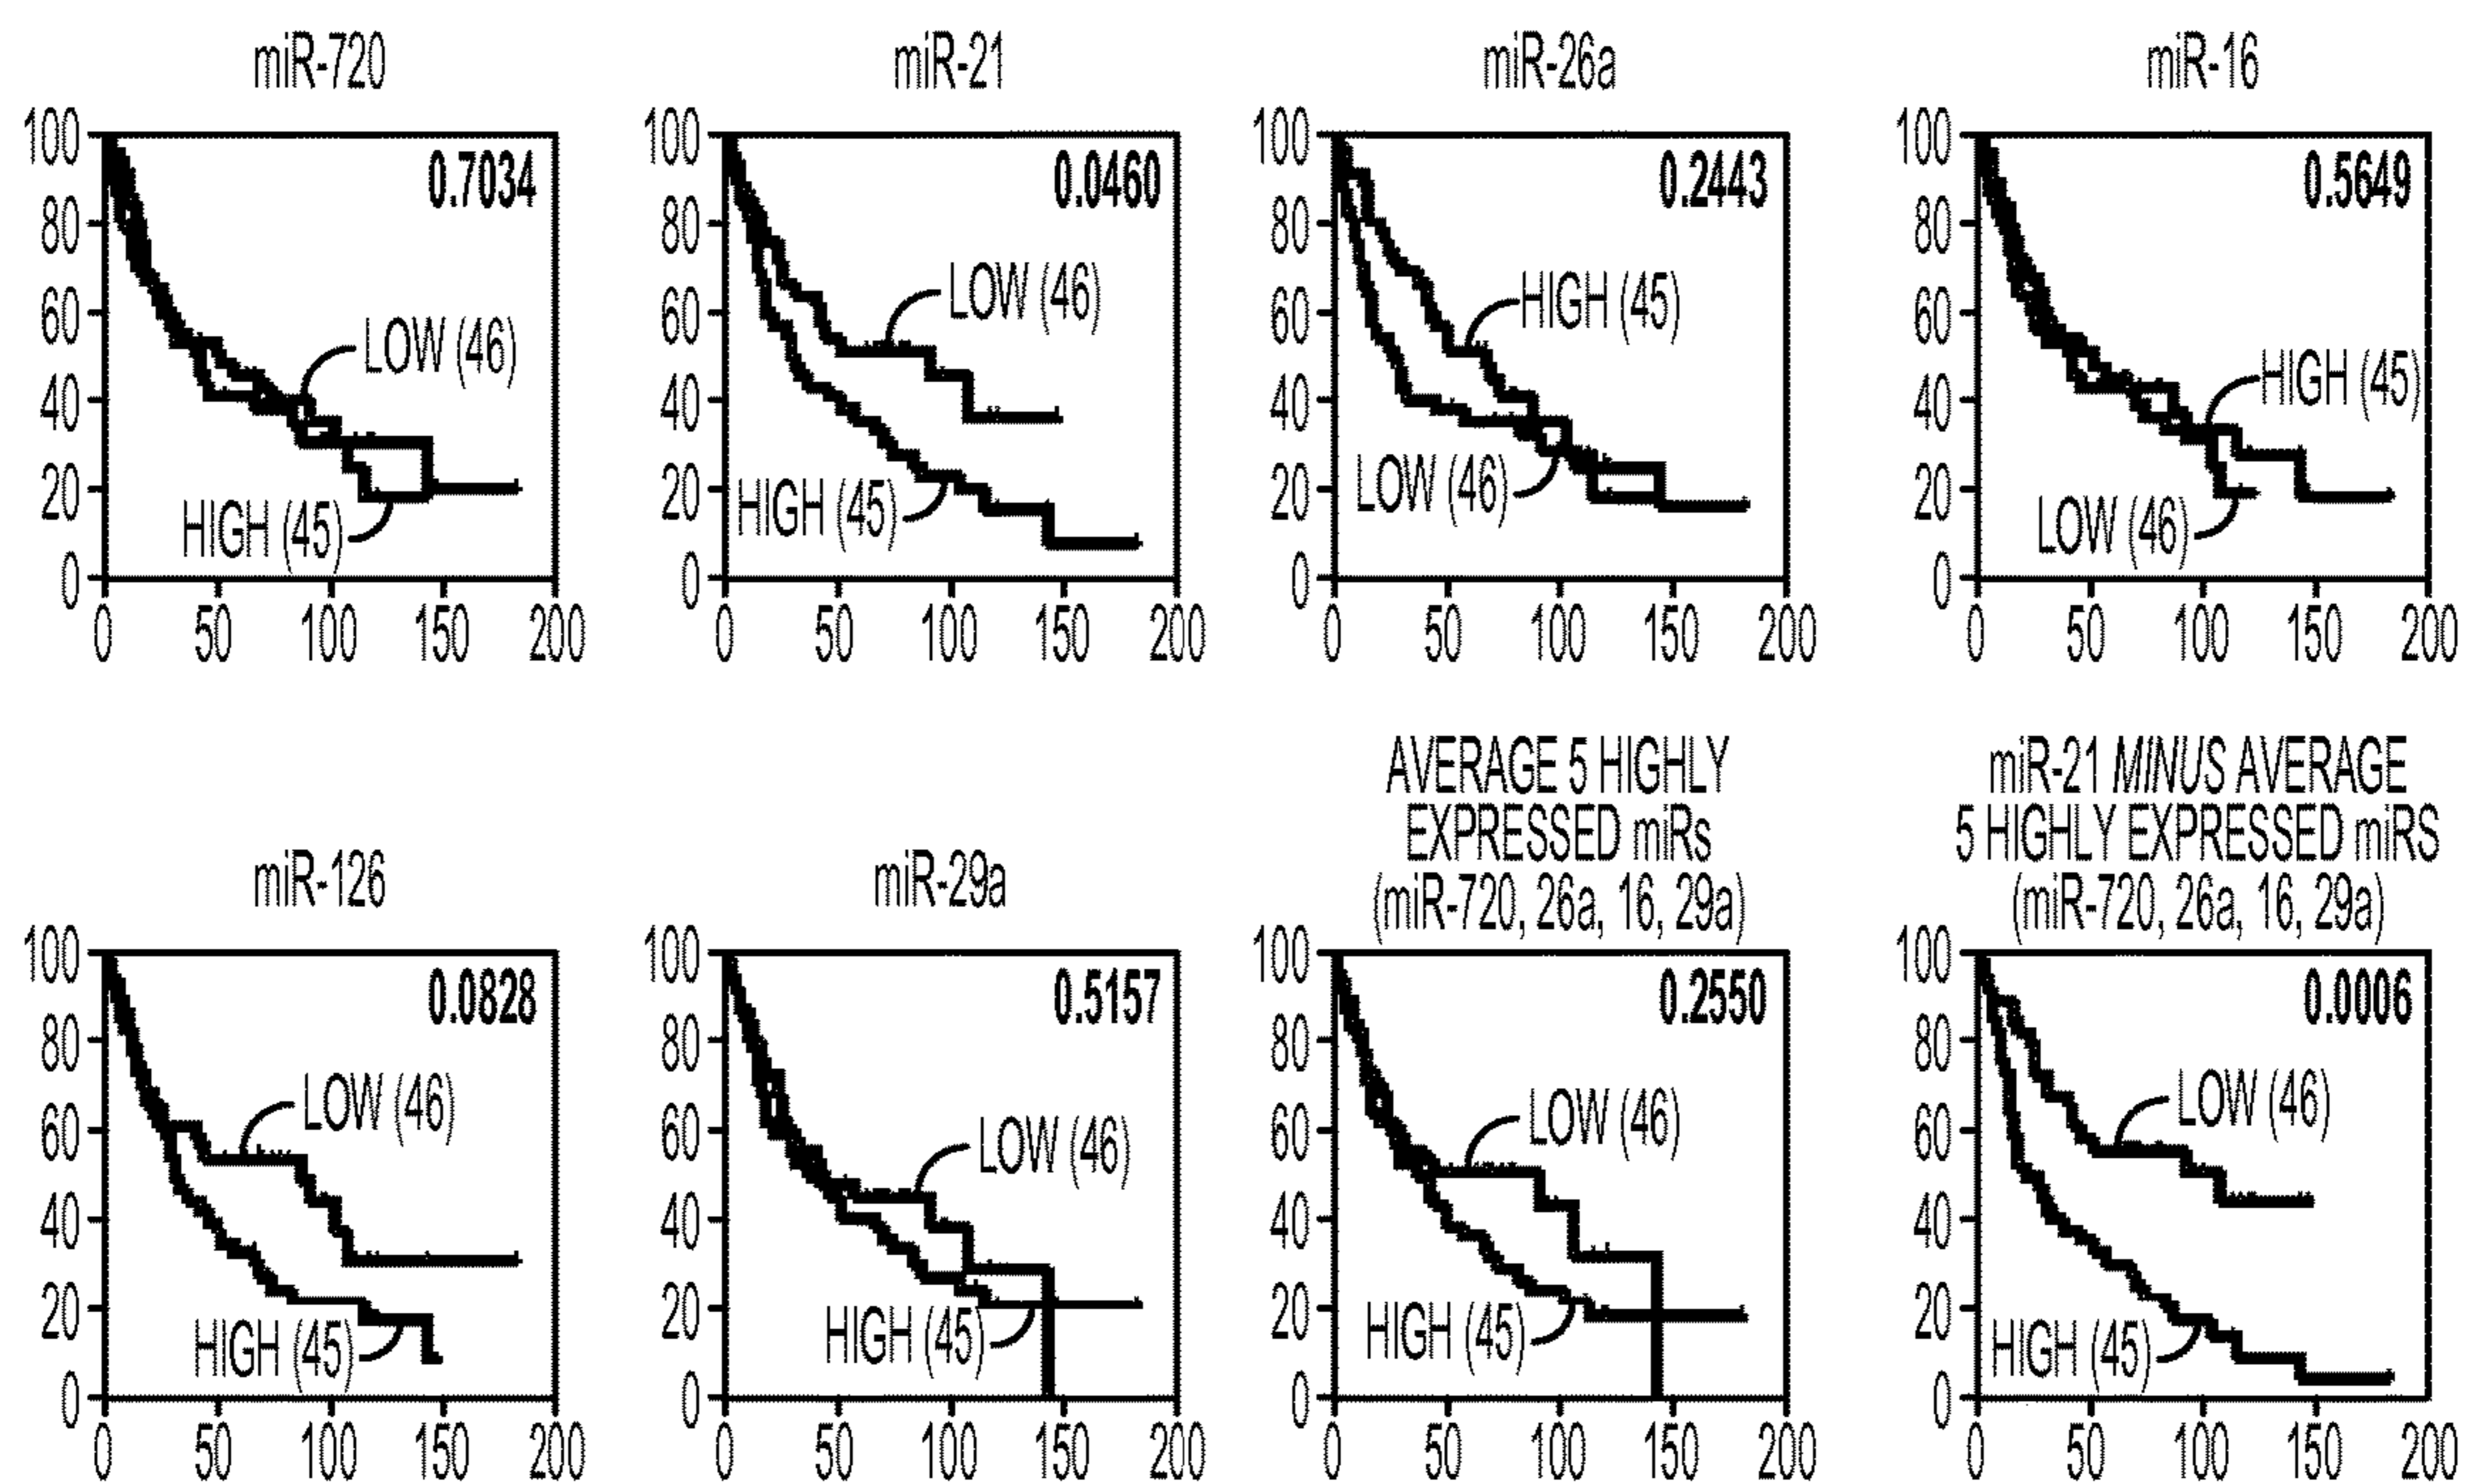 miR-720
100
80
60
40
20
0
0 50 100 150 200
0.7034
LOW (46)
HIGH (45)
miR-21
100
80
60
40
20
0
0 50 100 150 200
0.0460
LOW (46)
HIGH (45)
miR-26a
100
80
60
40
20
0
0 50 100 150 200
0.2443
HIGH (45)
LOW (46)
miR-16
100
80
60
40
20
0
0 50 100 150 200
0.5649
HIGH (45)
LOW (46)
miR-126
100
80
60
40
20
0
0 50 100 150 200
0.0828
LOW (46)
HIGH (45)
miR-29a
100
80
60
40
20
0
0 50 100 150 200
0.5157
LOW (46)
HIGH (45)
AVERAGE 5 HIGHLY
EXPRESSED miRs
(miR-720, 26a, 16, 29a)
100
80
60
40
20
0
0 50 100 150 200
0.2550
LOW (46)
HIGH (45)
miR-21 MINUS AVERAGE
5 HIGHLY EXPRESSED miRS
(miR-720, 26a, 16, 29a)
100
80
60
40
20
0
0 50 100 150 200
0.0006
LOW (46)
HIGH (45)